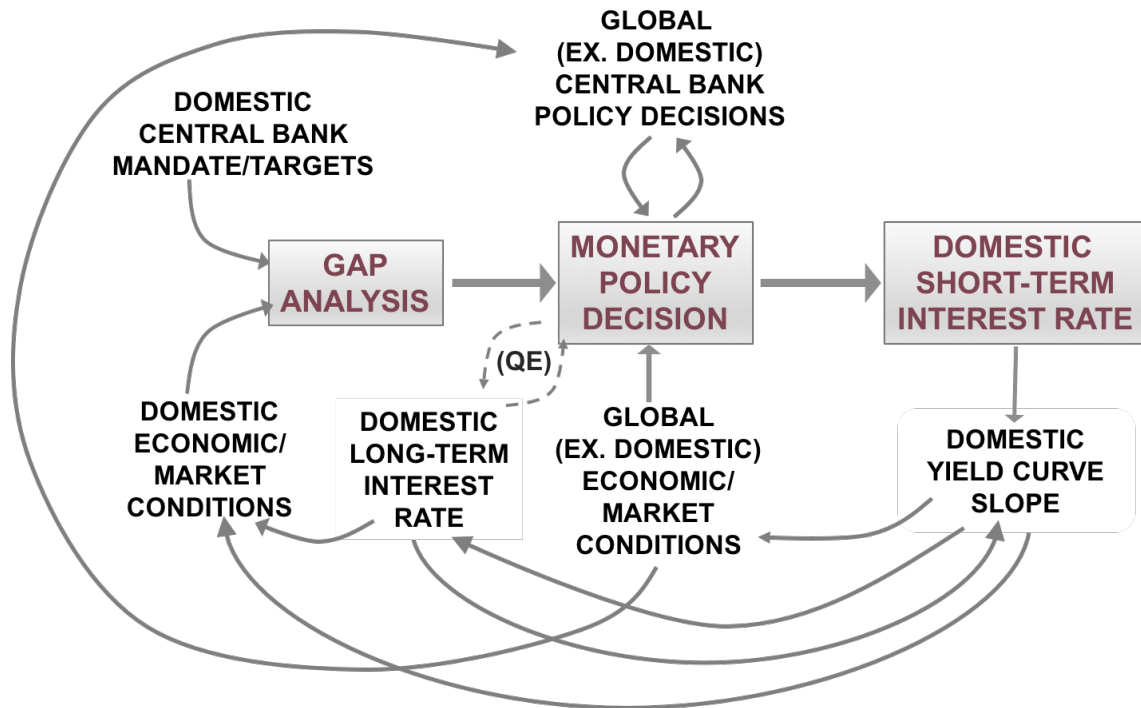 GLOBAL
(EX. DOMESTIC)
CENTRAL BANK
POLICY DECISIONS
DOMESTIC
CENTRAL BANK
MANDATE/TARGETS
GAP
ANALYSIS
MONETARY
POLICY
DECISION
DOMESTIC
SHORT-TERM
INTEREST RATE
(QE)
DOMESTIC
ECONOMIC/
MARKET
CONDITIONS
DOMESTIC
LONG-TERM
INTEREST
RATE
GLOBAL
(EX. DOMESTIC)
ECONOMIC/
MARKET
CONDITIONS
DOMESTIC
YIELD CURVE
SLOPE